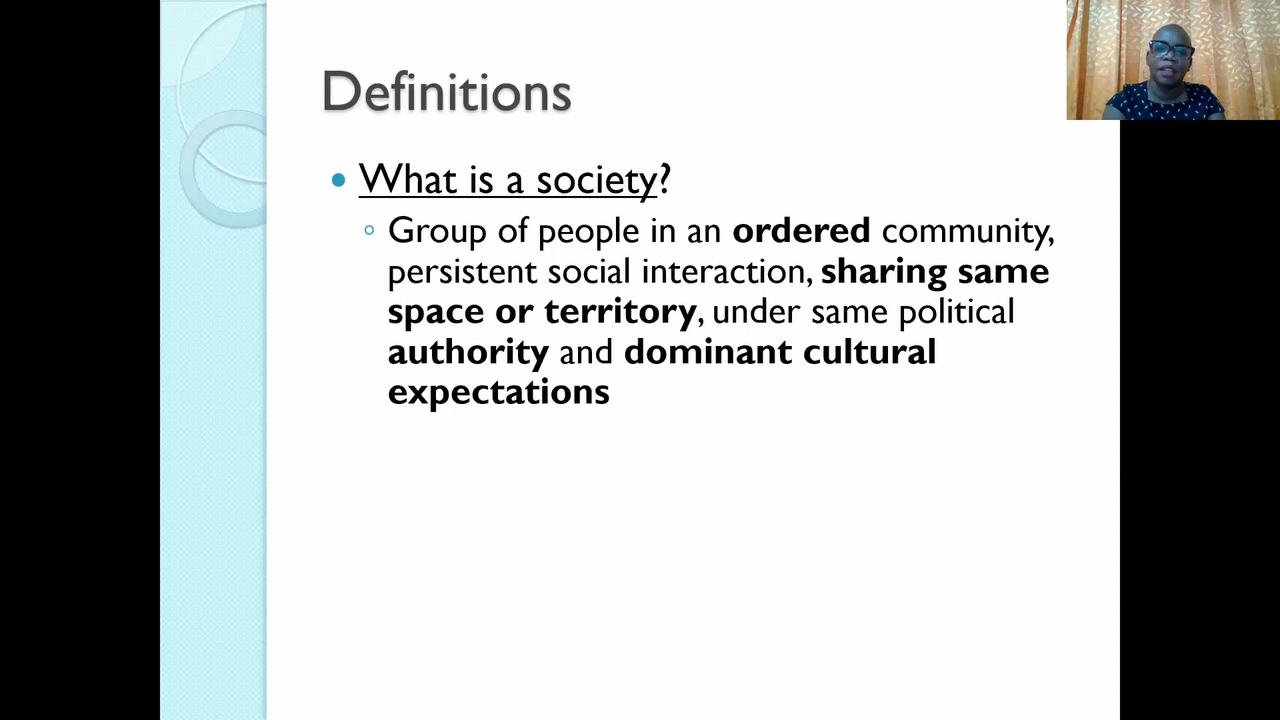 Definitions
What is a society?
Group of people in an ordered community,
persistent social interaction, sharing same
space or territory, under same political
authority and dominant cultural
expectations